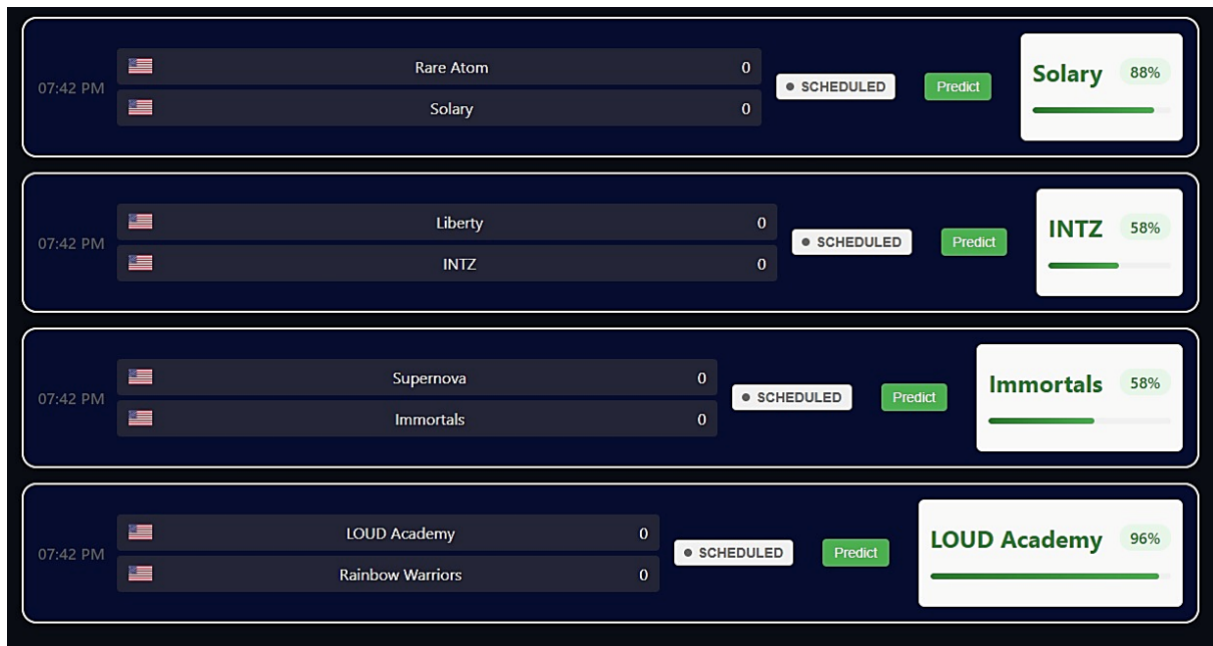 07:42 PM
Rare Atom 0
Solary 0
SCHEDULED
Predict
Solary 88%
07:42 PM
Liberty 0
INTZ 0
SCHEDULED
Predict
INTZ 58%
07:42 PM
Supernova 0
Immortals 0
SCHEDULED
Predict
Immortals 58%
07:42 PM
LOUD Academy 0
Rainbow Warriors 0
SCHEDULED
Predict
LOUD Academy 96%